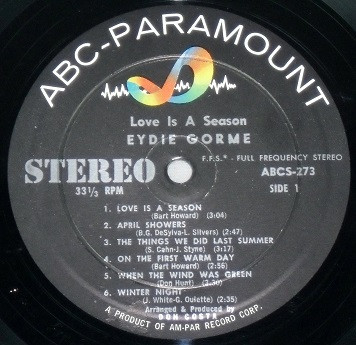 ABC-PARAMOUNT
Love Is A Season
EYDIE GORME
F.F.S.* - FULL FREQUENCY STEREO
STEREO
33⅓ RPM
ABCS-273
SIDE 1
1. LOVE IS A SEASON
(Bart Howard) (3:04)
2. APRIL SHOWERS
(B.G. DeSylva-L. Silvers) (2:47)
3. THE THINGS WE DID LAST SUMMER
(S. Cahn-J. Styne) (3:17)
4. ON THE FIRST WARM DAY
(Bart Howard) (2:56)
5. WHEN THE WIND WAS GREEN
(Don Hunt) (3:30)
6. WINTER NIGHT
(J. White-G. Ouiette) (2:35)
Arranged & Produced by
DON COSTA
A PRODUCT OF AM-PAR RECORD CORP.